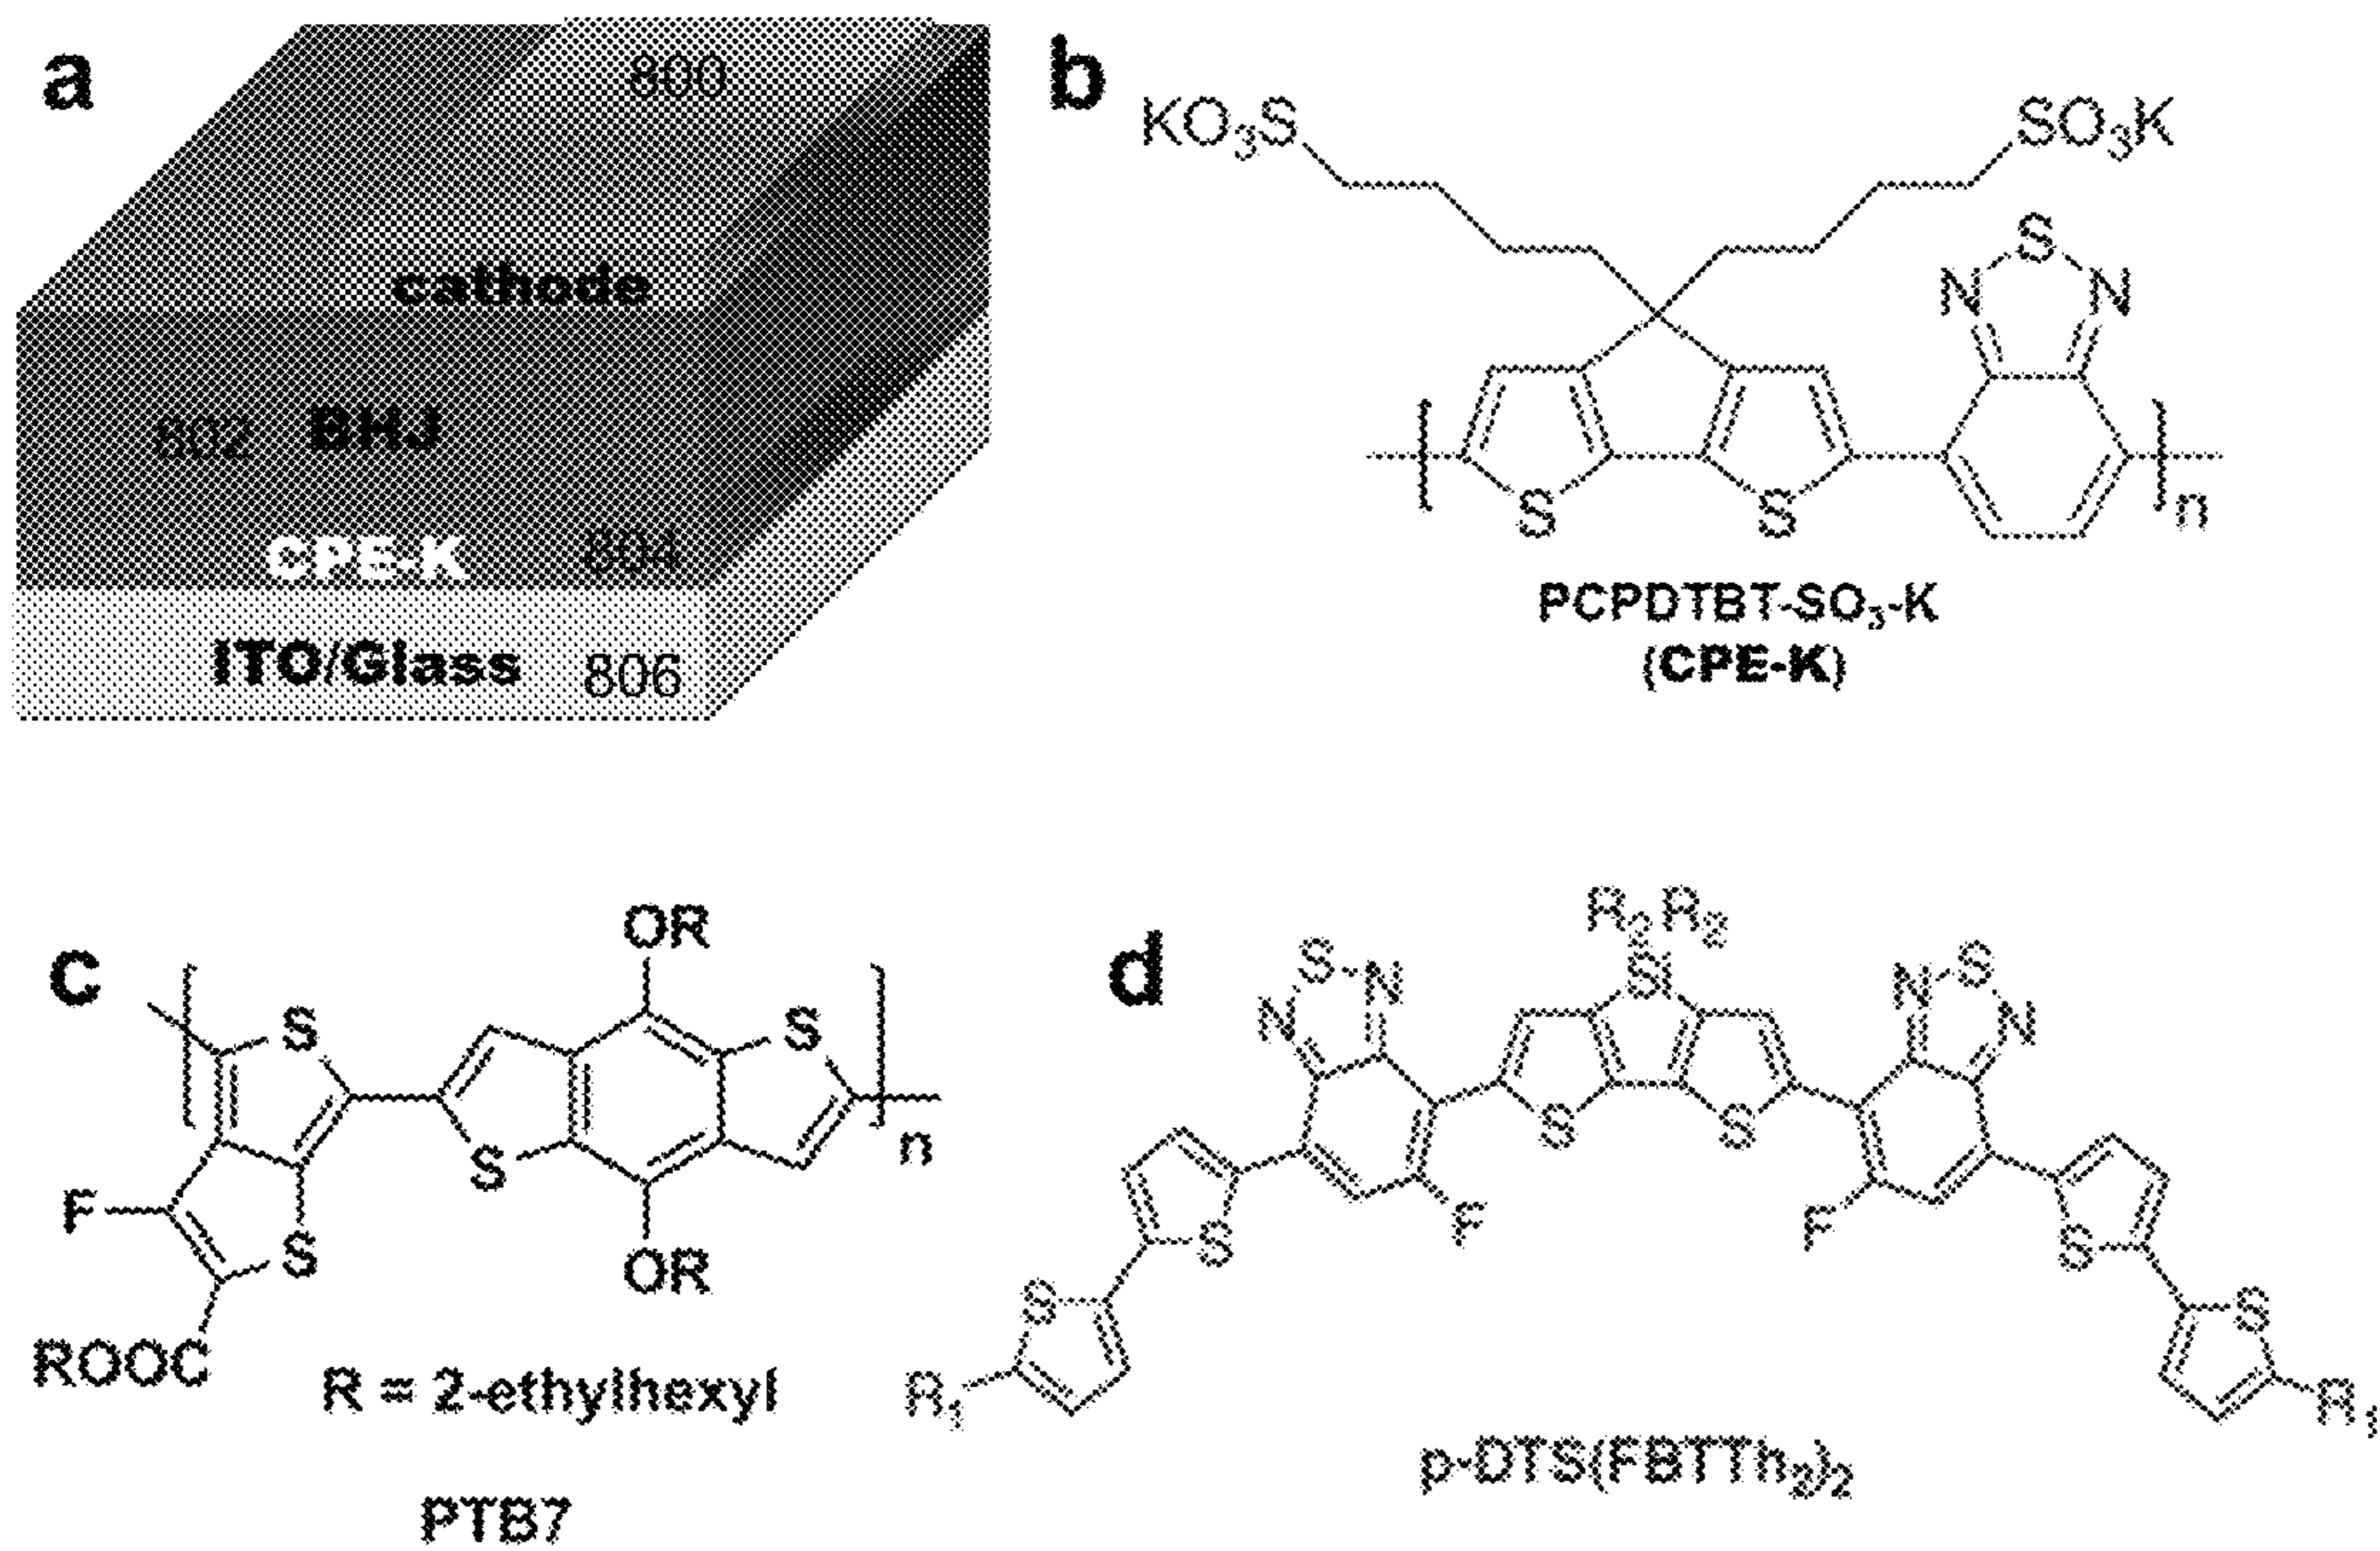 a
800
cathode
802 BHJ
CPE-K 804
ITO/Glass 806
b
KO₃S SO₃K
S
N N
S S
n
PCPDTBT-SO₃-K
(CPE-K)
c
OR
S S
S
n
F
S
OR
ROOC
R = 2-ethylhexyl
PTB7
d
R₂ R₂
S N Si N S
N N
S S
F F
S S
S S
R₁ R₁
p-DTS(FBTTh₂)₂